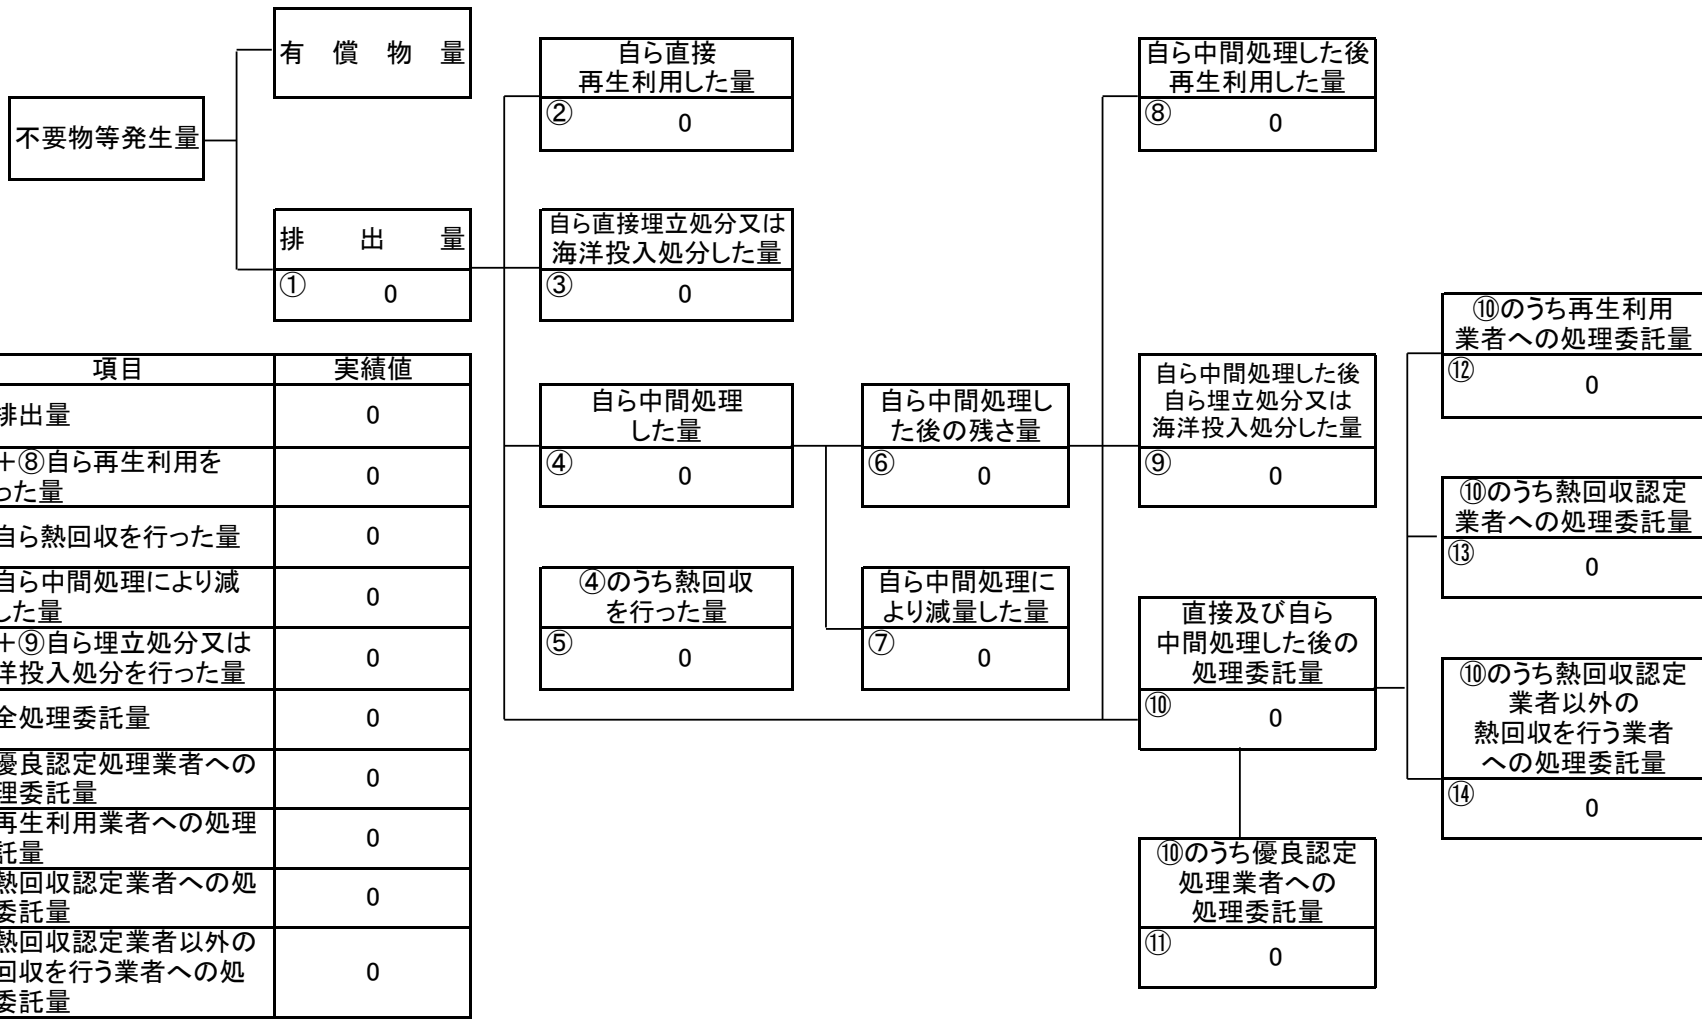 有償物量
不要物等発生量
排出量
①
0
自ら直接
再生利用した量
②
0
自ら直接埋立処分又は
海洋投入処分した量
③
0
自ら中間処理
した量
④
0
④のうち熱回収
を行った量
⑤
0
自ら中間処理し
た後の残さ量
⑥
0
自ら中間処理に
より減量した量
⑦
0
自ら中間処理した後
再生利用した量
⑧
0
自ら中間処理した後
自ら埋立処分又は
海洋投入処分した量
⑨
0
直接及び自ら
中間処理した後の
処理委託量
⑩
0
⑩のうち優良認定
処理業者への
処理委託量
⑪
0
⑩のうち再生利用
業者への処理委託量
⑫
0
⑩のうち熱回収認定
業者への処理委託量
⑬
0
⑩のうち熱回収認定
業者以外の
熱回収を行う業者
への処理委託量
⑭
0
項目 実績値
排出量 0
+⑧自ら再生利用を
った量 0
自ら熱回収を行った量 0
自ら中間処理により減
した量 0
+⑨自ら埋立処分又は
洋投入処分を行った量 0
全処理委託量 0
優良認定処理業者への
理委託量 0
再生利用業者への処理
託量 0
熱回収認定業者への処
委託量 0
熱回収認定業者以外の
回収を行う業者への処 0
委託量